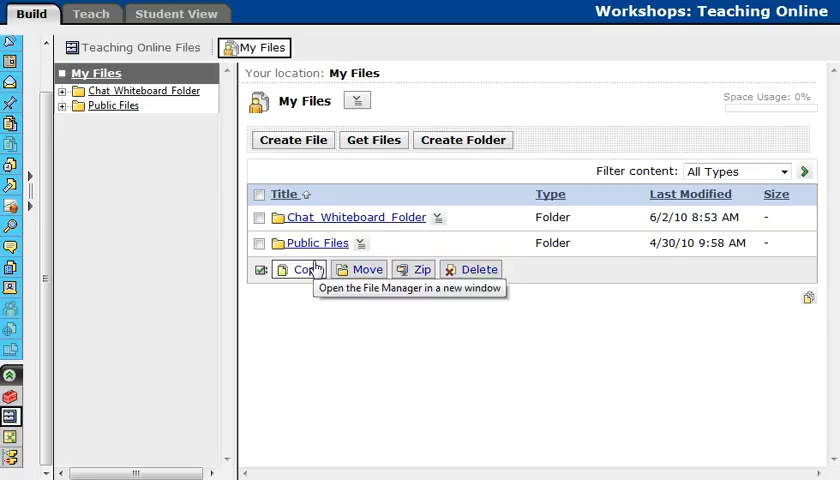 Build Teach Student View Workshops: Teaching Online
Teaching Online Files My Files
My Files
Chat Whiteboard Folder
Public Files
Your location: My Files
My Files
Space Usage: 0%
Create File Get Files Create Folder
Filter content: All Types
Title Type Last Modified Size
Chat_Whiteboard_Folder Folder 6/2/10 8:53 AM -
Public Files Folder 4/30/10 9:58 AM -
Move Zip Delete
Open the File Manager in a new window